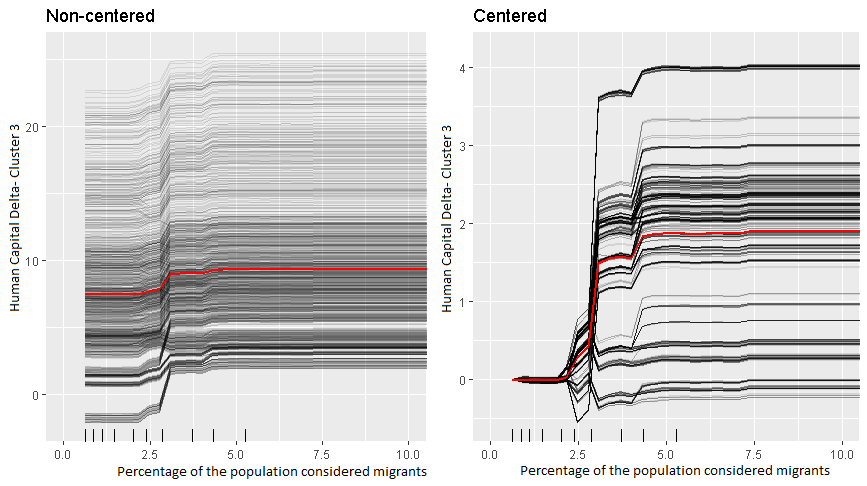 Non-centered
Human Capital Delta- Cluster 3
20
10
0
0.0 2.5 5.0 7.5 10.0
Percentage of the population considered migrants
Centered
Human Capital Delta- Cluster 3
4
3
2
1
0
0.0 2.5 5.0 7.5 10.0
Percentage of the population considered migrants